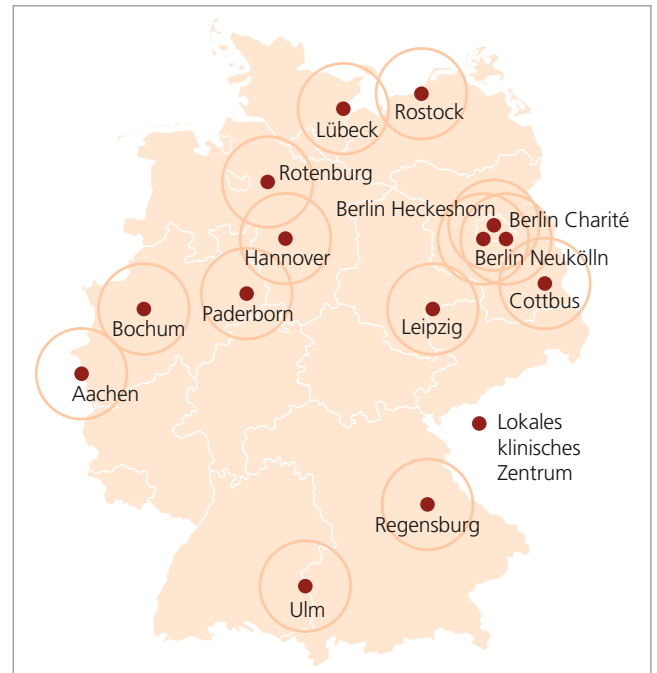 Rostock
Lübeck
Rotenburg
Berlin Heckeshorn
Berlin Charité
Hannover
Berlin Neukölln
Cottbus
Paderborn
Bochum
Leipzig
Aachen
Lokales
klinisches
Zentrum
Regensburg
Ulm